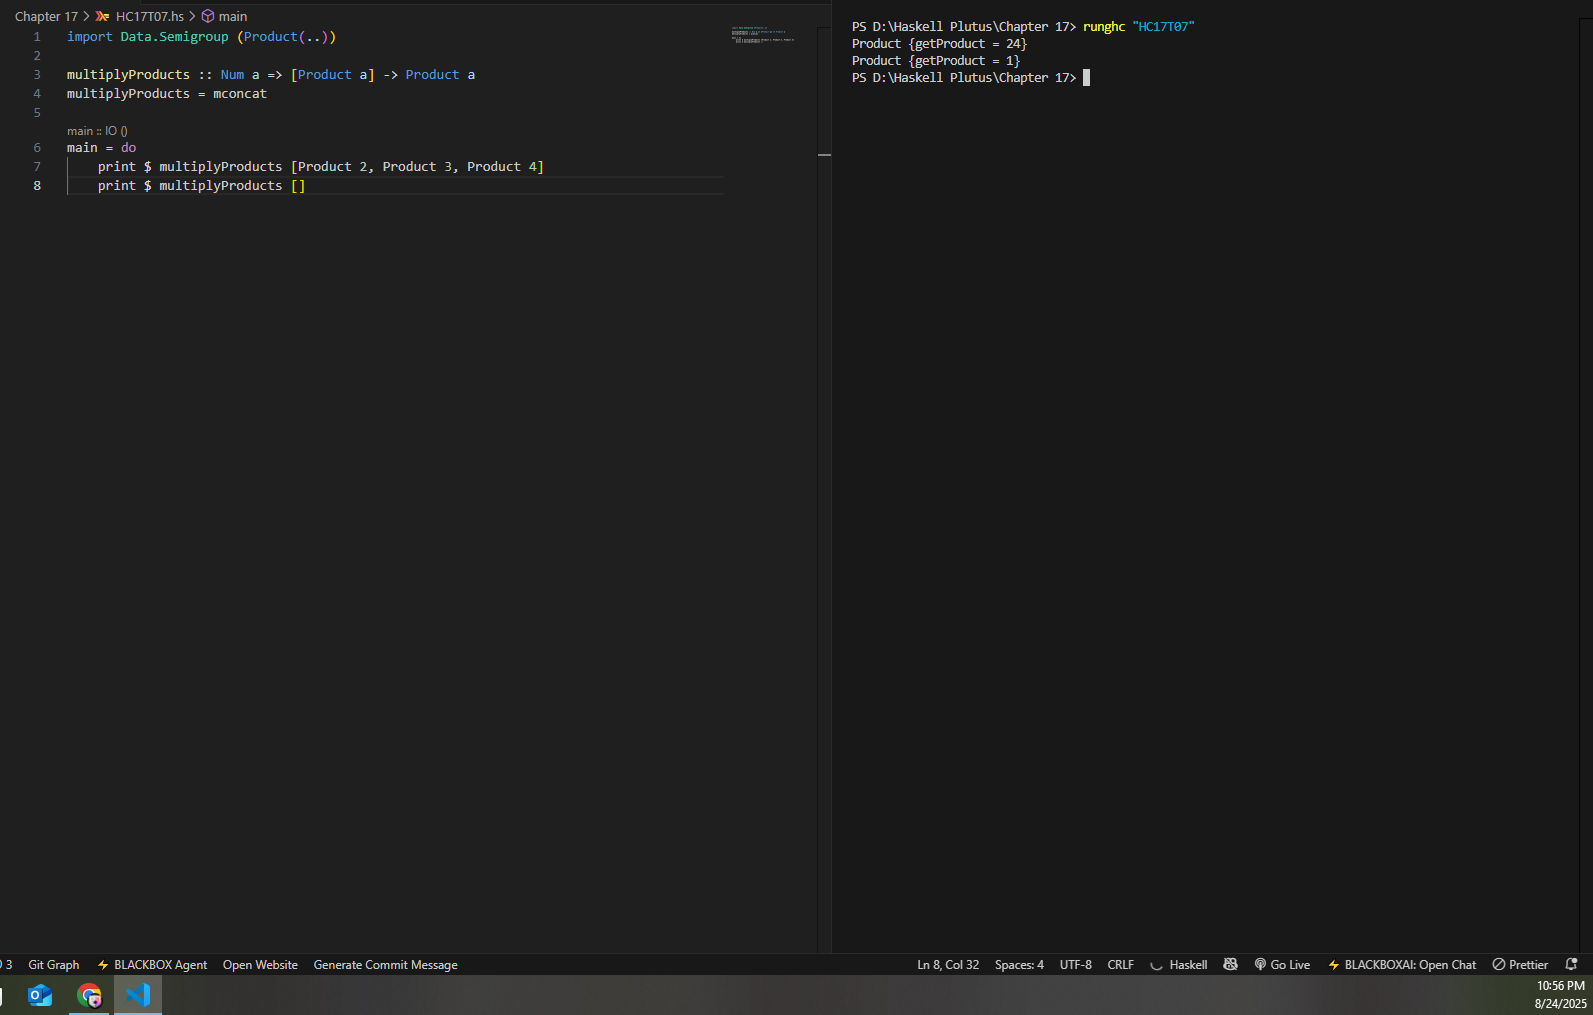 Chapter 17 > HC17T07.hs > main
1 import Data.Semigroup (Product(..))
2
3 multiplyProducts :: Num a => [Product a] -> Product a
4 multiplyProducts = mconcat
5
main :: IO ()
6 main = do
7 print $ multiplyProducts [Product 2, Product 3, Product 4]
8 print $ multiplyProducts []
PS D:\Haskell Plutus\Chapter 17> runghc "HC17T07"
Product {getProduct = 24}
Product {getProduct = 1}
PS D:\Haskell Plutus\Chapter 17>
3 Git Graph BLACKBOX Agent Open Website Generate Commit Message Ln 8, Col 32 Spaces: 4 UTF-8 CRLF Haskell Go Live BLACKBOXAI: Open Chat Prettier
10:56 PM
8/24/2025